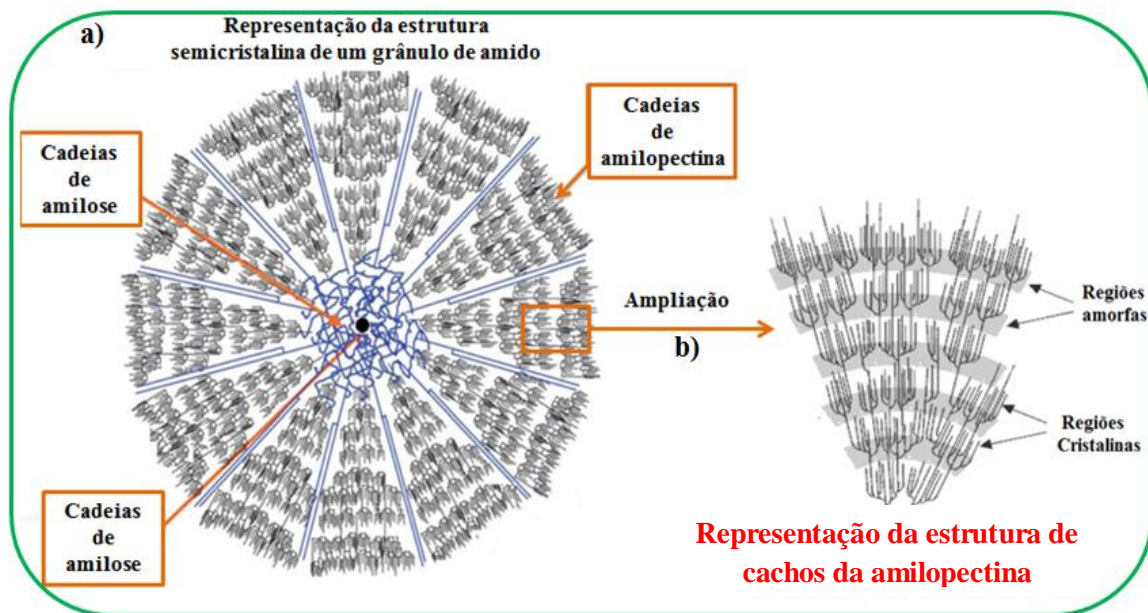 a)
Representação da estrutura
semicristalina de um grânulo de amido
Cadeias
de
amilose
Cadeias
de
amilopectina
Ampliação
b)
Regiões
amorfas
Regiões
Cristalinas
Cadeias
de
amilose
Representação da estrutura de
cachos da amilopectina